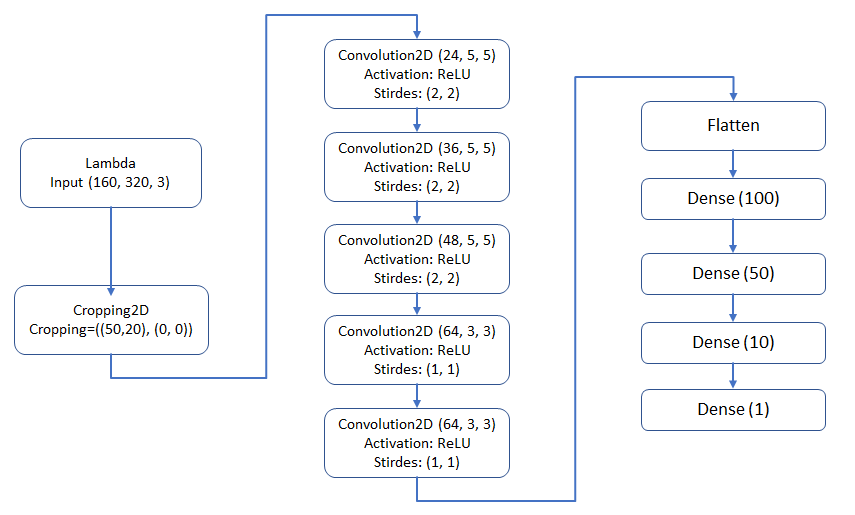 Lambda
Input (160, 320, 3)
Cropping2D
Cropping=((50,20), (0, 0))
Convolution2D (24, 5, 5)
Activation: ReLU
Stirdes: (2, 2)
Convolution2D (36, 5, 5)
Activation: ReLU
Stirdes: (2, 2)
Convolution2D (48, 5, 5)
Activation: ReLU
Stirdes: (2, 2)
Convolution2D (64, 3, 3)
Activation: ReLU
Stirdes: (1, 1)
Convolution2D (64, 3, 3)
Activation: ReLU
Stirdes: (1, 1)
Flatten
Dense (100)
Dense (50)
Dense (10)
Dense (1)